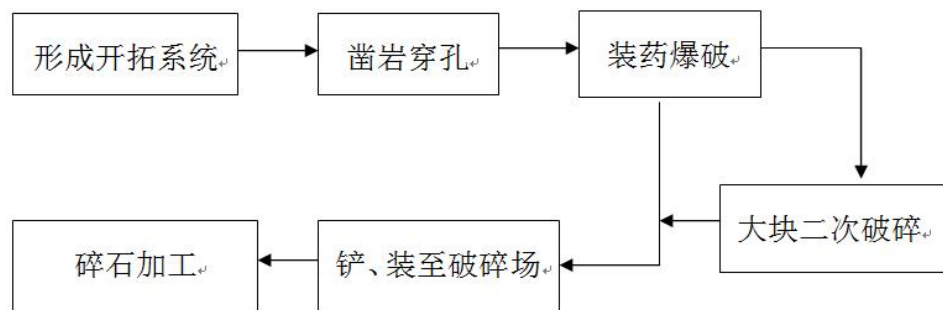 形成开拓系统
凿岩穿孔
装药爆破
大块二次破碎
铲、装至破碎场
碎石加工